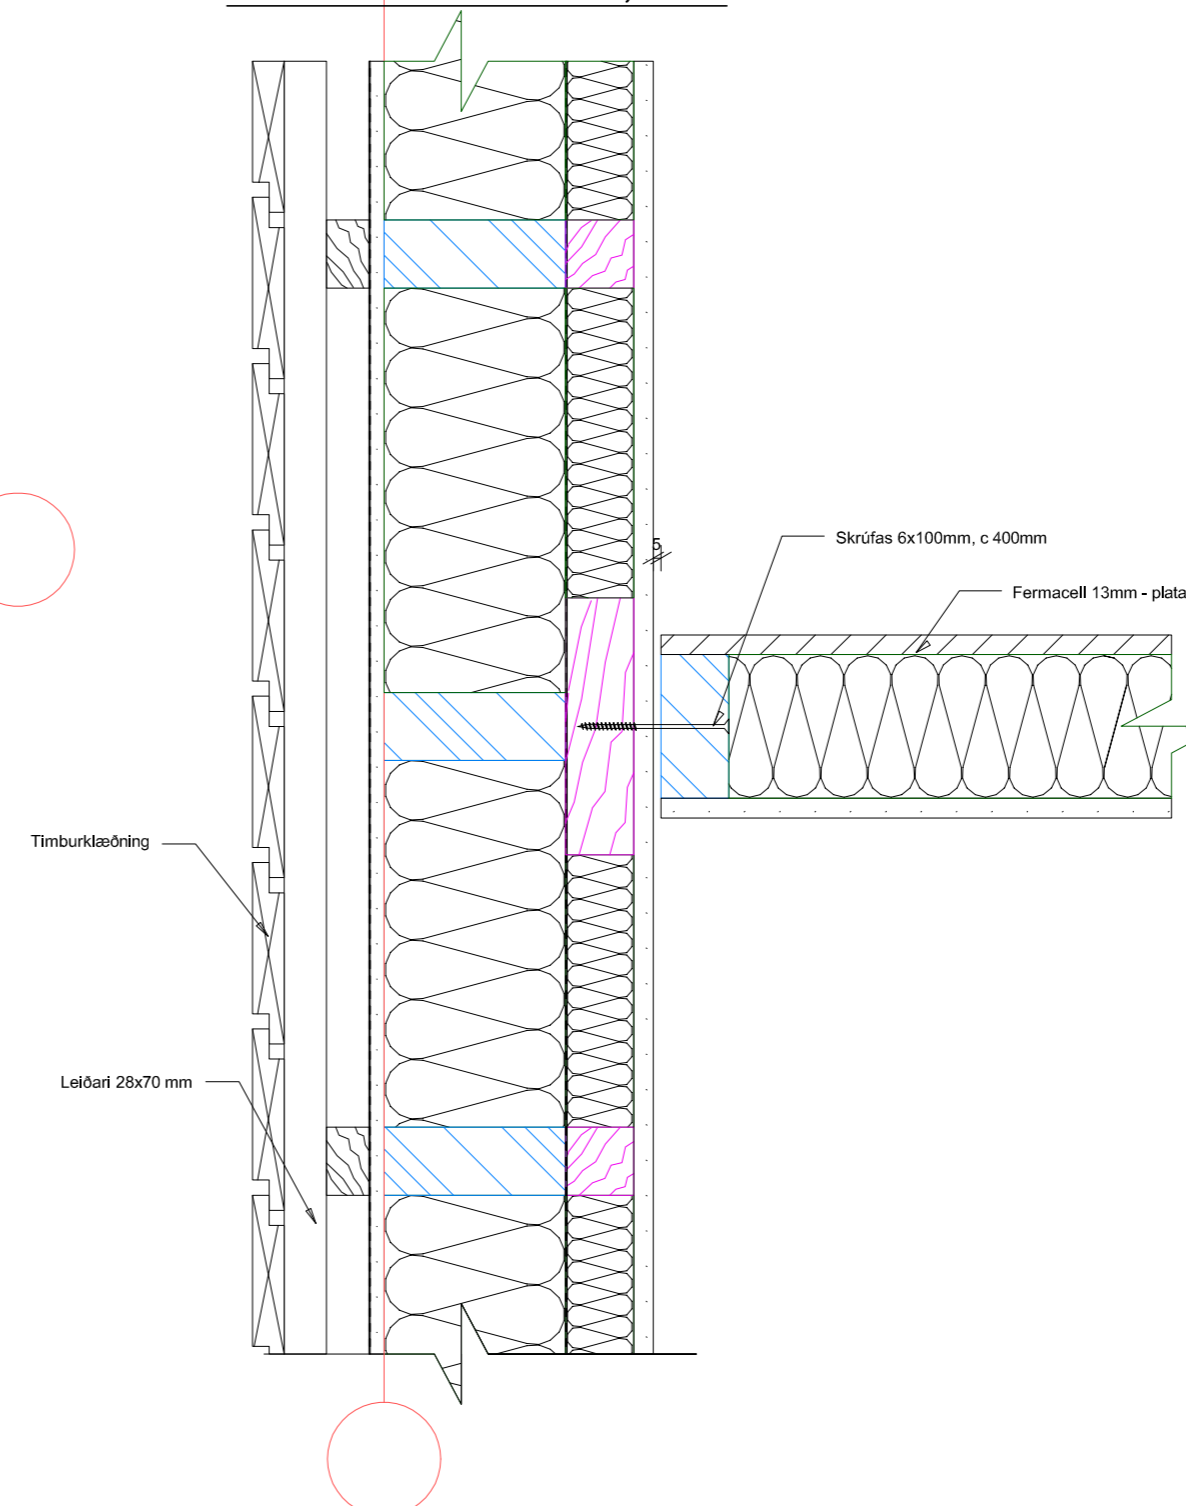 5
Skrúfas 6x100mm, c 400mm
Fermacell 13mm - plata
Timburklæðning
Leiðari 28x70 mm